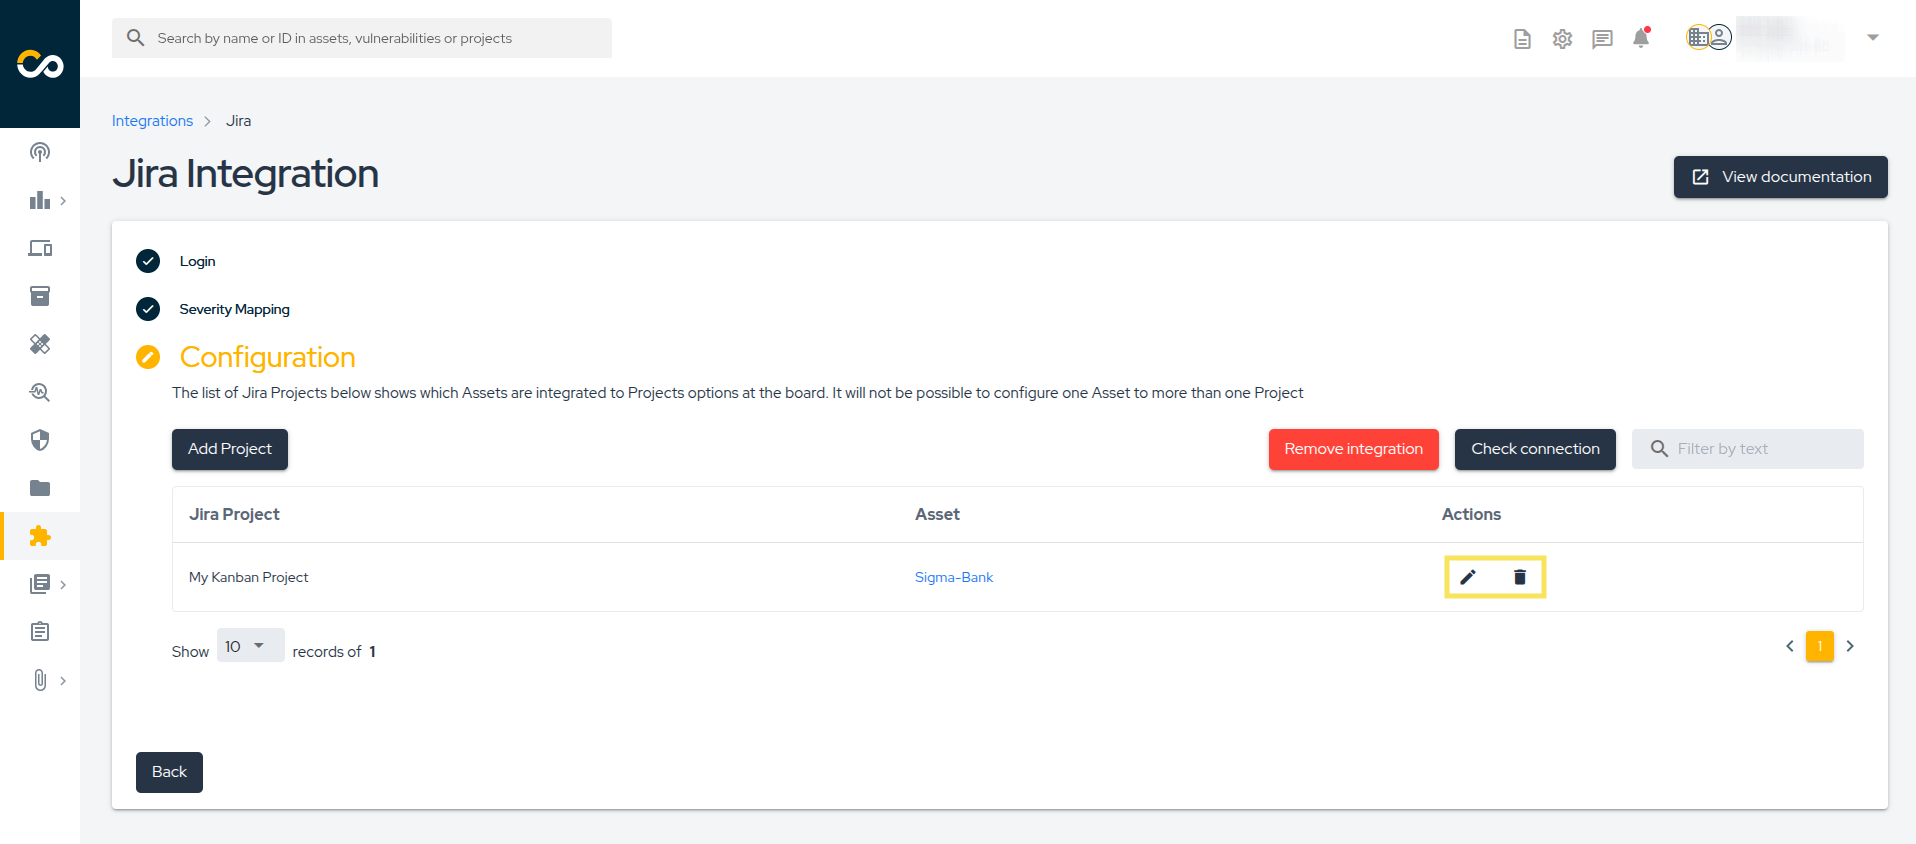 Search by name or ID in assets, vulnerabilities or projects
Integrations > Jira
Jira Integration
View documentation
Login
Severity Mapping
Configuration
The list of Jira Projects below shows which Assets are integrated to Projects options at the board. It will not be possible to configure one Asset to more than one Project
Add Project
Remove integration
Check connection
Filter by text
Jira Project Asset Actions
My Kanban Project Sigma-Bank
Show 10 records of 1
1
Back